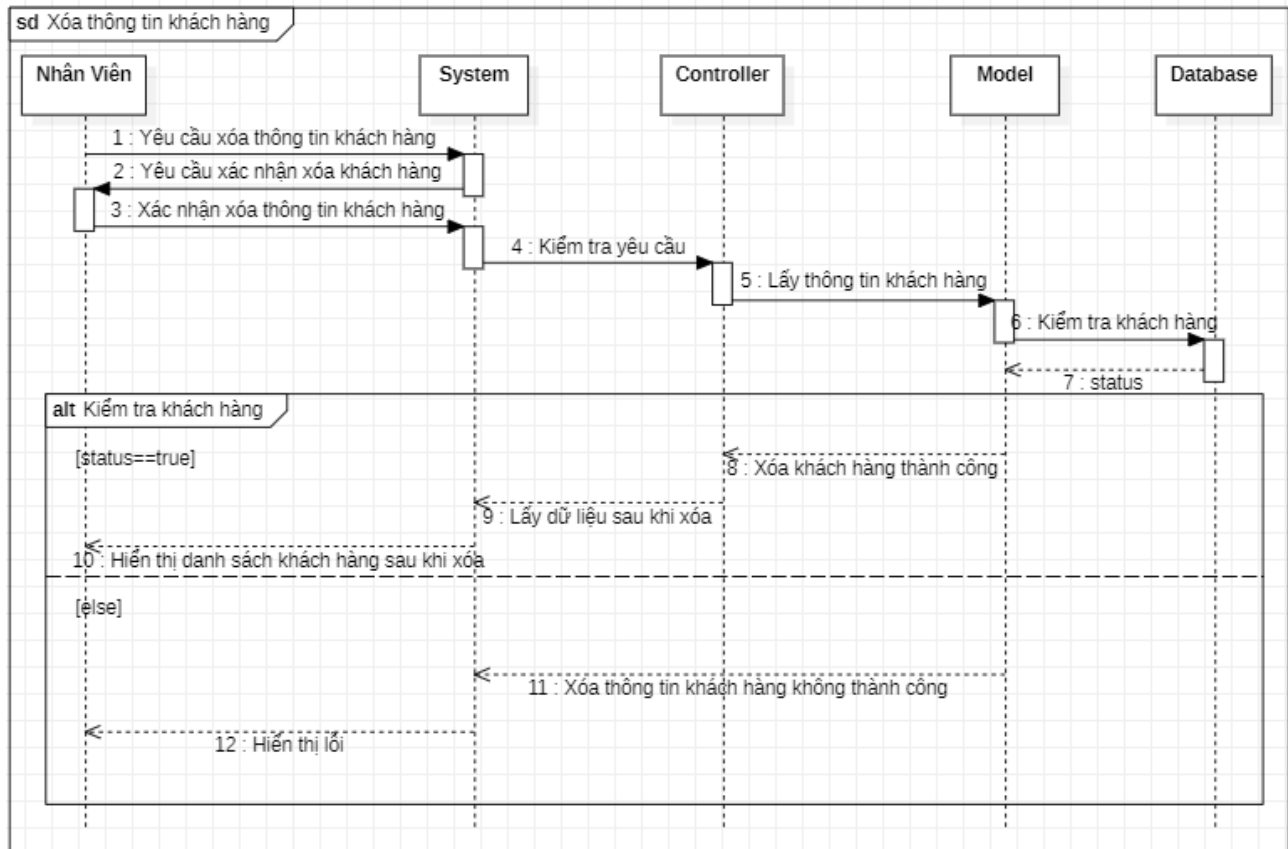 sd Xóa thông tin khách hàng
Nhân Viên
System
Controller
Model
Database
1 : Yêu cầu xóa thông tin khách hàng
2 : Yêu cầu xác nhận xóa khách hàng
3 : Xác nhận xóa thông tin khách hàng
4 : Kiểm tra yêu cầu
5 : Lấy thông tin khách hàng
6 : Kiểm tra khách hàng
7 : status
alt Kiểm tra khách hàng
[status==true]
8 : Xóa khách hàng thành công
9 : Lấy dữ liệu sau khi xóa
10 : Hiển thị danh sách khách hàng sau khi xóa
[else]
11 : Xóa thông tin khách hàng không thành công
12 : Hiển thị lỗi